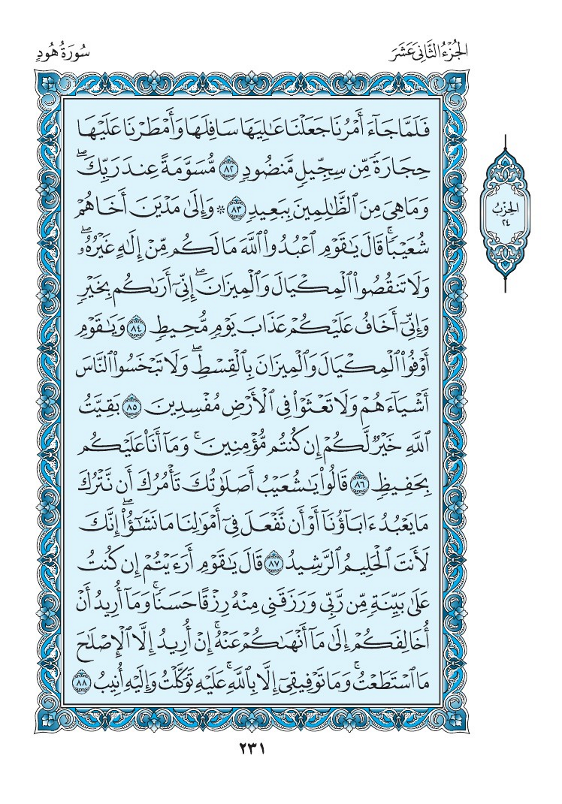 الجُزْءُ الثَّانِى عَشَرَ
سُورَةُ هُودٍ
فَلَمَّا جَآءَ أَمْرُنَا جَعَلْنَا عَٰلِيَهَا سَافِلَهَا وَأَمْطَرْنَا عَلَيْهَا
حِجَارَةً مِّن سِجِّيلٍ مَّنضُودٍ ٨٢ مُّسَوَّمَةً عِندَ رَبِّكَۖ
وَمَا هِىَ مِنَ ٱلظَّٰلِمِينَ بِبَعِيدٍ ٨٣ ۞ وَإِلَىٰ مَدْيَنَ أَخَاهُمْ
شُعَيْبًاۚ قَالَ يَٰقَوْمِ ٱعْبُدُوا۟ ٱللَّهَ مَا لَكُم مِّنْ إِلَٰهٍ غَيْرُهُۥۖ
وَلَا تَنقُصُوا۟ ٱلْمِكْيَالَ وَٱلْمِيزَانَۖ إِنِّىٓ أَرَىٰكُم بِخَيْرٍ
وَإِنِّىٓ أَخَافُ عَلَيْكُمْ عَذَابَ يَوْمٍ مُّحِيطٍ ٨٤ وَيَٰقَوْمِ
أَوْفُوا۟ ٱلْمِكْيَالَ وَٱلْمِيزَانَ بِٱلْقِسْطِۖ وَلَا تَبْخَسُوا۟ ٱلنَّاسَ
أَشْيَآءَهُمْ وَلَا تَعْثَوْا۟ فِى ٱلْأَرْضِ مُفْسِدِينَ ٨٥ بَقِيَّتُ
ٱللَّهِ خَيْرٌ لَّكُمْ إِن كُنتُم مُّؤْمِنِينَۚ وَمَآ أَنَا۠ عَلَيْكُم
بِحَفِيظٍ ٨٦ قَالُوا۟ يَٰشُعَيْبُ أَصَلَوٰتُكَ تَأْمُرُكَ أَن نَّتْرُكَ
مَا يَعْبُدُ ءَابَآؤُنَآ أَوْ أَن نَّفْعَلَ فِىٓ أَمْوَٰلِنَا مَا نَشَٰٓؤُا۟ۖ إِنَّكَ
لَأَنتَ ٱلْحَلِيمُ ٱلرَّشِيدُ ٨٧ قَالَ يَٰقَوْمِ أَرَءَيْتُمْ إِن كُنتُ
عَلَىٰ بَيِّنَةٍ مِّن رَّبِّى وَرَزَقَنِى مِنْهُ رِزْقًا حَسَنًاۚ وَمَآ أُرِيدُ أَنْ
أُخَالِفَكُمْ إِلَىٰ مَآ أَنْهَىٰكُمْ عَنْهُۚ إِنْ أُرِيدُ إِلَّا ٱلْإِصْلَٰحَ
مَا ٱسْتَطَعْتُۚ وَمَا تَوْفِيقِىٓ إِلَّا بِٱللَّهِۚ عَلَيْهِ تَوَكَّلْتُ وَإِلَيْهِ أُنِيبُ ٨٨
الحِزْبُ
٢٤
٢٣١